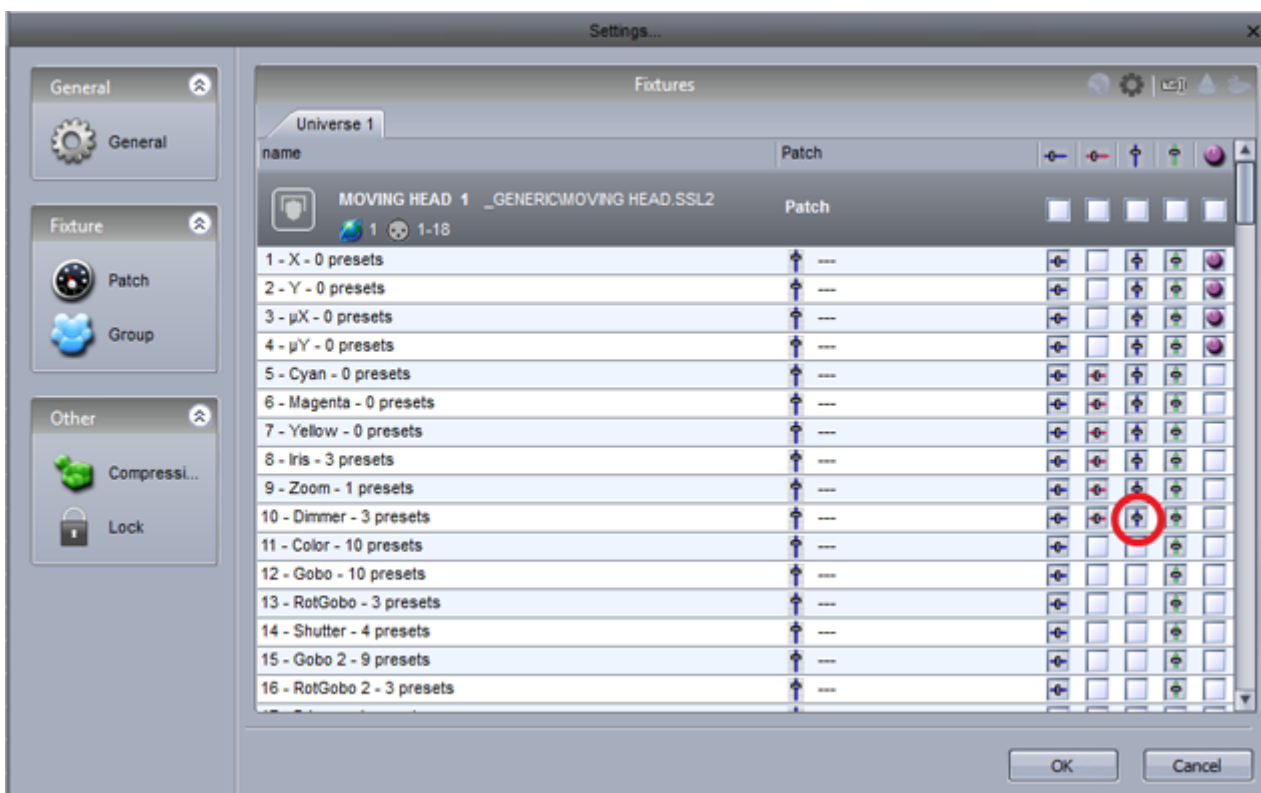 Settings...
General
General
Fixture
Patch
Group
Other
Compressi...
Lock
Fixtures
Universe 1
name Patch
MOVING HEAD 1 _GENERIC\MOVING HEAD.SSL2 Patch
1 1-18
1 - X - 0 presets ---
2 - Y - 0 presets ---
3 - µX - 0 presets ---
4 - µY - 0 presets ---
5 - Cyan - 0 presets ---
6 - Magenta - 0 presets ---
7 - Yellow - 0 presets ---
8 - Iris - 3 presets ---
9 - Zoom - 1 presets ---
10 - Dimmer - 3 presets ---
11 - Color - 10 presets ---
12 - Gobo - 10 presets ---
13 - RotGobo - 3 presets ---
14 - Shutter - 4 presets ---
15 - Gobo 2 - 9 presets ---
16 - RotGobo 2 - 3 presets ---
OK Cancel